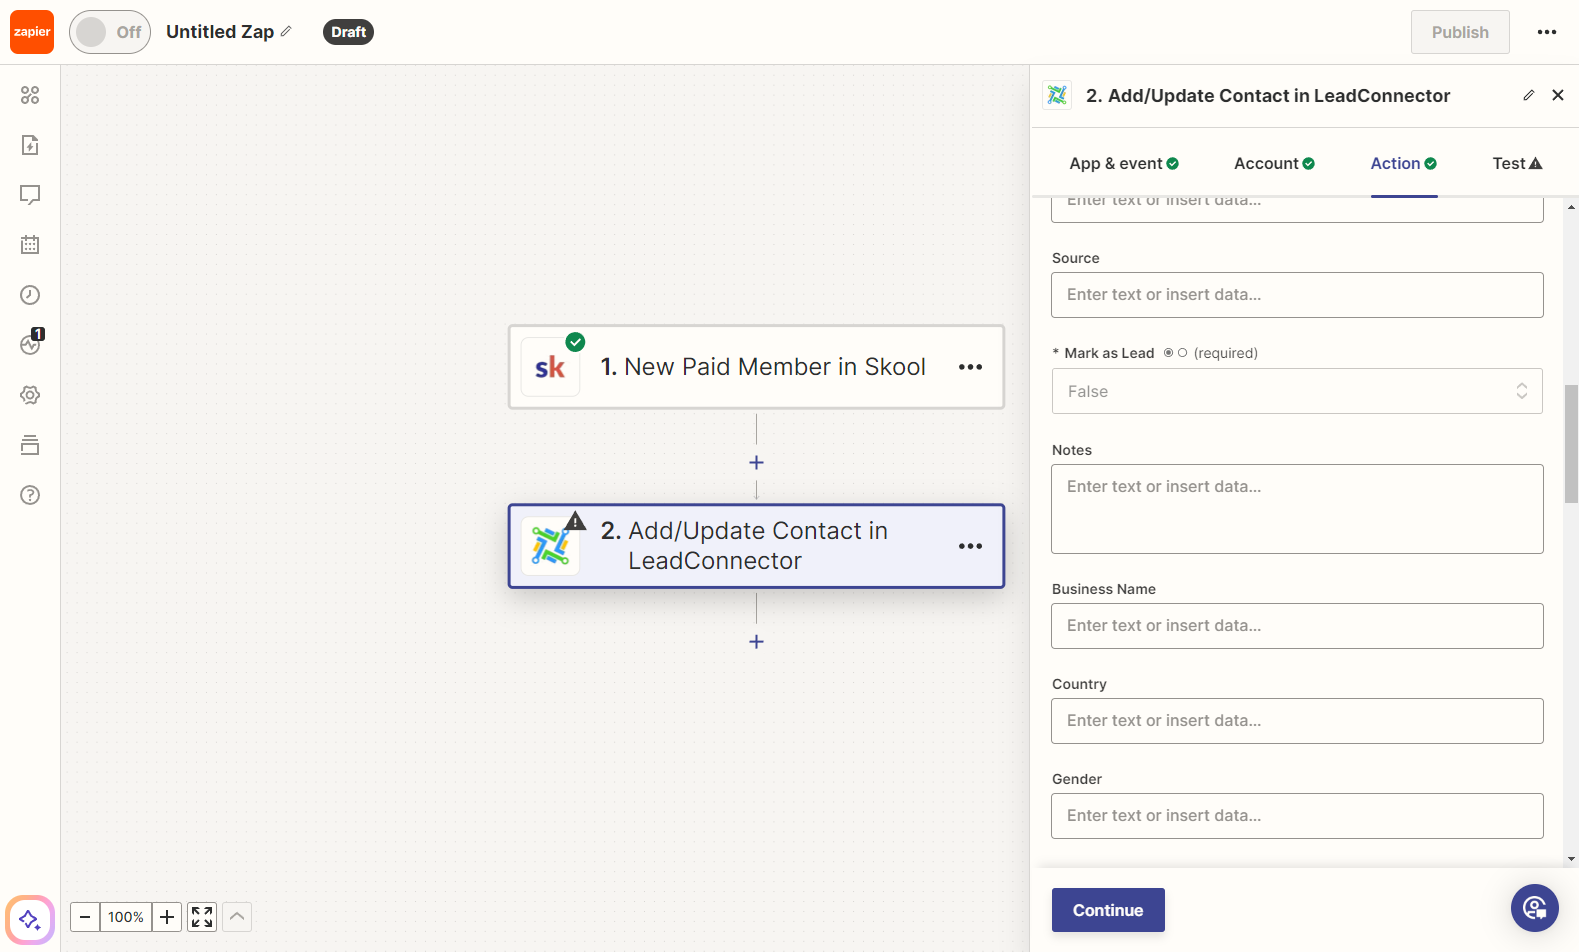 zapier
Off
Untitled Zap
Draft
Publish
1
2. Add/Update Contact in LeadConnector
App & event
Account
Action
Test
Enter text or insert data...
Source
Enter text or insert data...
* Mark as Lead (required)
False
Notes
Enter text or insert data...
Business Name
Enter text or insert data...
Country
Enter text or insert data...
Gender
Enter text or insert data...
Continue
sk
1. New Paid Member in Skool
2. Add/Update Contact in
LeadConnector
100%